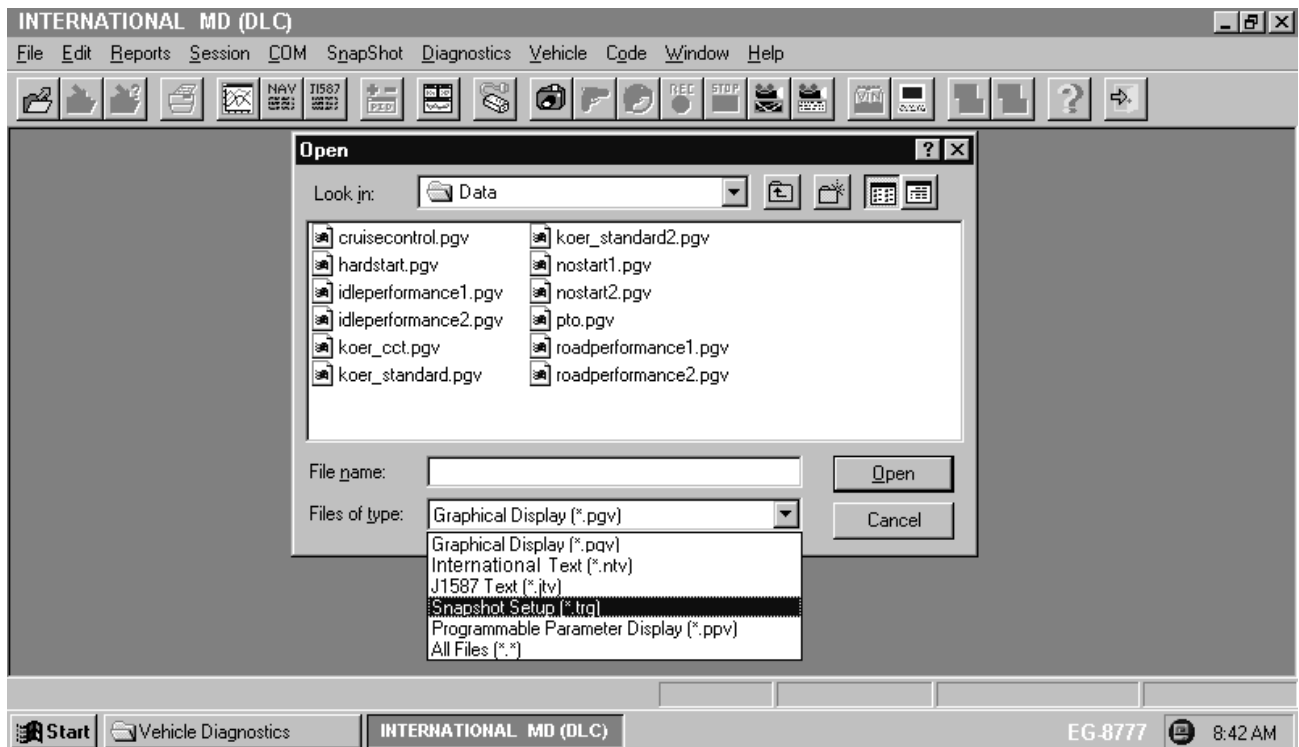 INTERNATIONAL MD (DLC)
File Edit Reports Session COM SnapShot Diagnostics Vehicle Code Window Help
NAV J1587 PID REC STOP VIN
Open
Look in: Data
cruisecontrol.pgv
hardstart.pgv
idleperformance1.pgv
idleperformance2.pgv
koer_cct.pgv
koer_standard.pgv
koer_standard2.pgv
nostart1.pgv
nostart2.pgv
pto.pgv
roadperformance1.pgv
roadperformance2.pgv
File name:
Open
Files of type: Graphical Display (*.pgv)
Cancel
Graphical Display (*.pgv)
International Text (*.ntv)
J1587 Text (*.jtv)
Snapshot Setup (*.trg)
Programmable Parameter Display (*.ppv)
All Files (*.*)
Start Vehicle Diagnostics INTERNATIONAL MD (DLC) EG-8777 8:42 AM